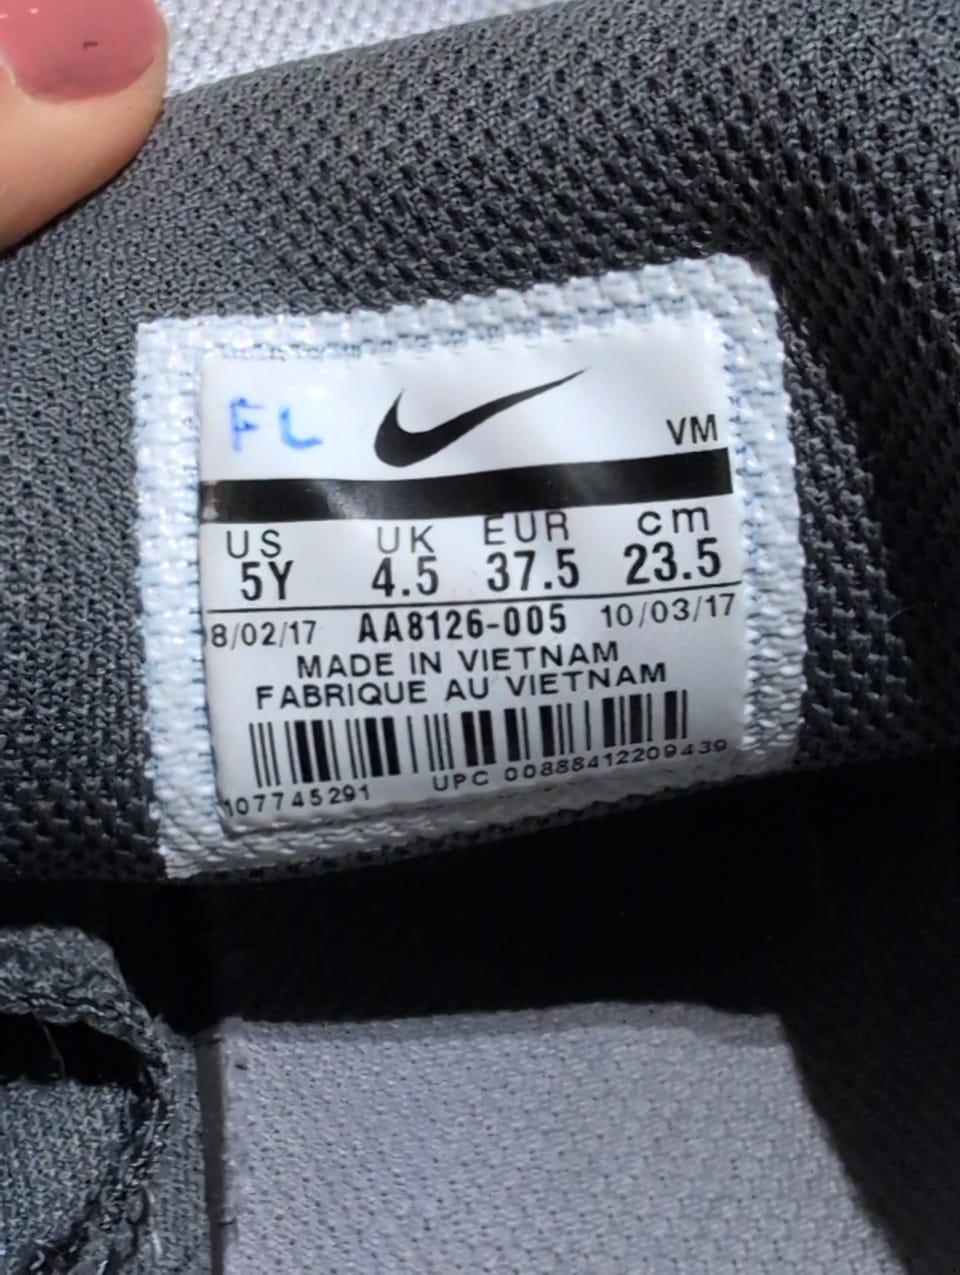 FL
VM
US UK EUR cm
5Y 4.5 37.5 23.5
8/02/17 AA8126-005 10/03/17
MADE IN VIETNAM
FABRIQUE AU VIETNAM
107745291 UPC 00888412209439